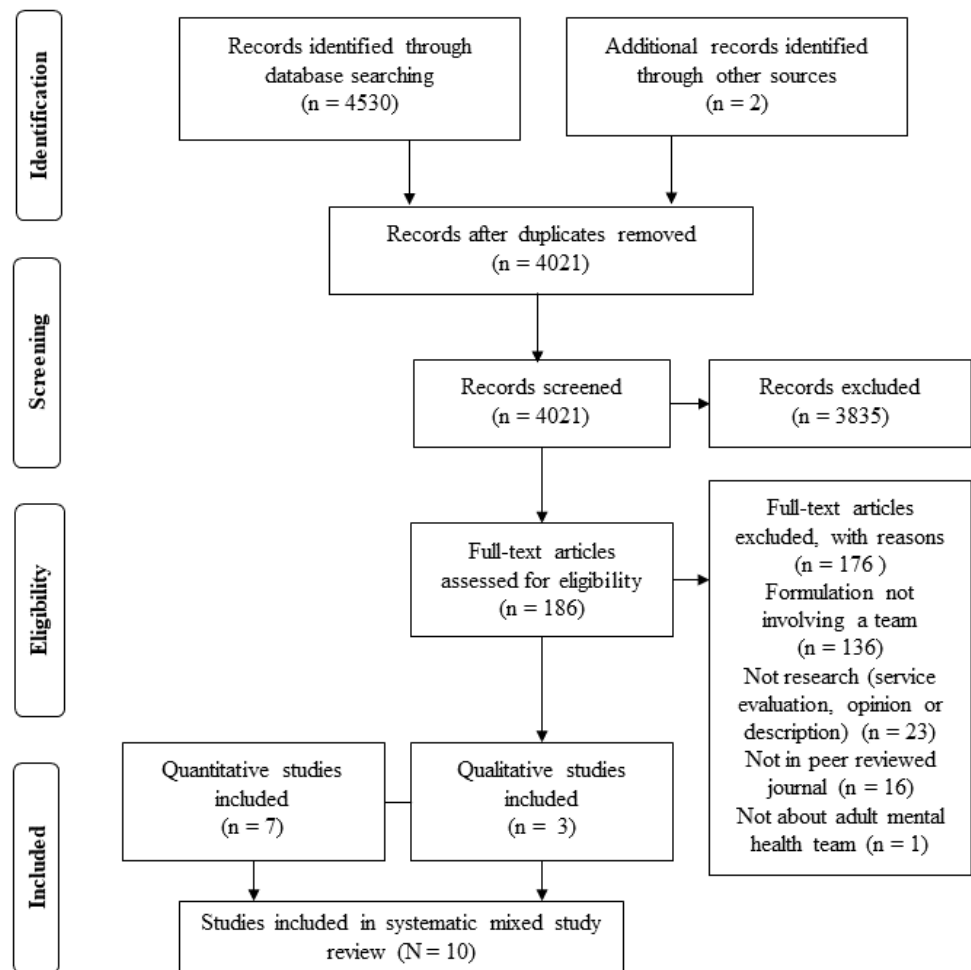 Identification
Records identified through
database searching
(n = 4530)
Additional records identified
through other sources
(n = 2)
Records after duplicates removed
(n = 4021)
Screening
Records screened
(n = 4021)
Records excluded
(n = 3835)
Eligibility
Full-text articles
assessed for eligibility
(n = 186)
Full-text articles
excluded, with reasons
(n = 176 )
Formulation not
involving a team
(n = 136)
Not research (service
evaluation, opinion or
description) (n = 23)
Not in peer reviewed
journal (n = 16)
Not about adult mental
health team (n = 1)
Included
Quantitative studies
included
(n = 7)
Qualitative studies
included
(n = 3)
Studies included in systematic mixed study
review (N = 10)